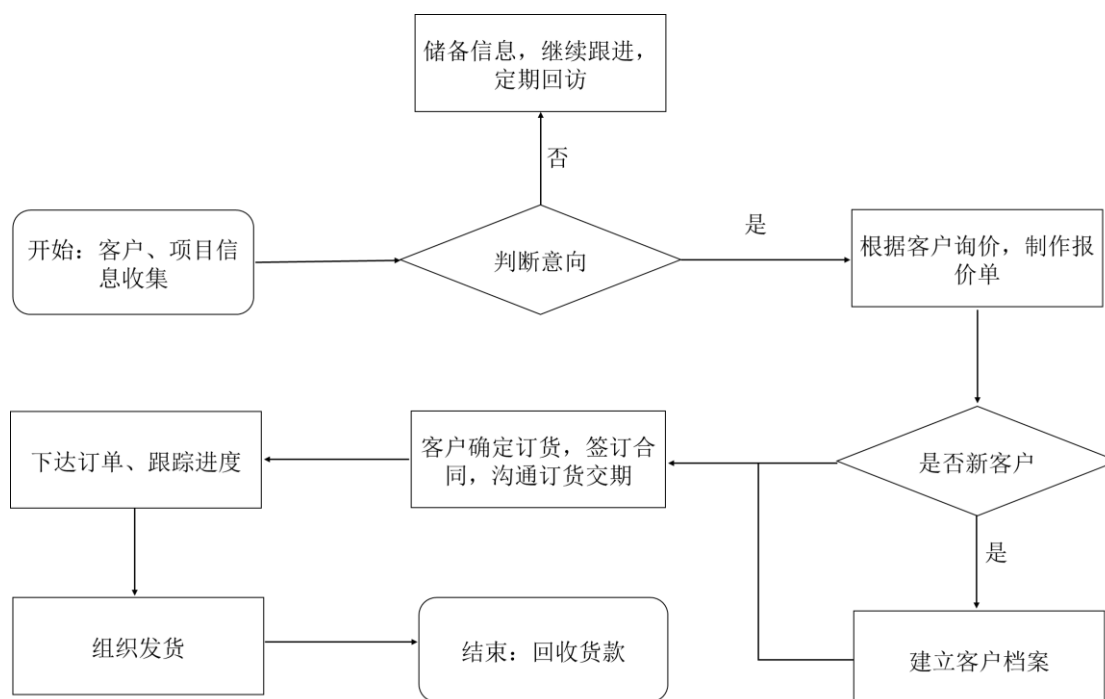 储备信息，继续跟进，
定期回访
否
是
开始：客户、项目信
息收集
判断意向
根据客户询价，制作报
价单
下达订单、跟踪进度
客户确定订货，签订合
同，沟通订货交期
是否新客户
是
组织发货
结束：回收货款
建立客户档案